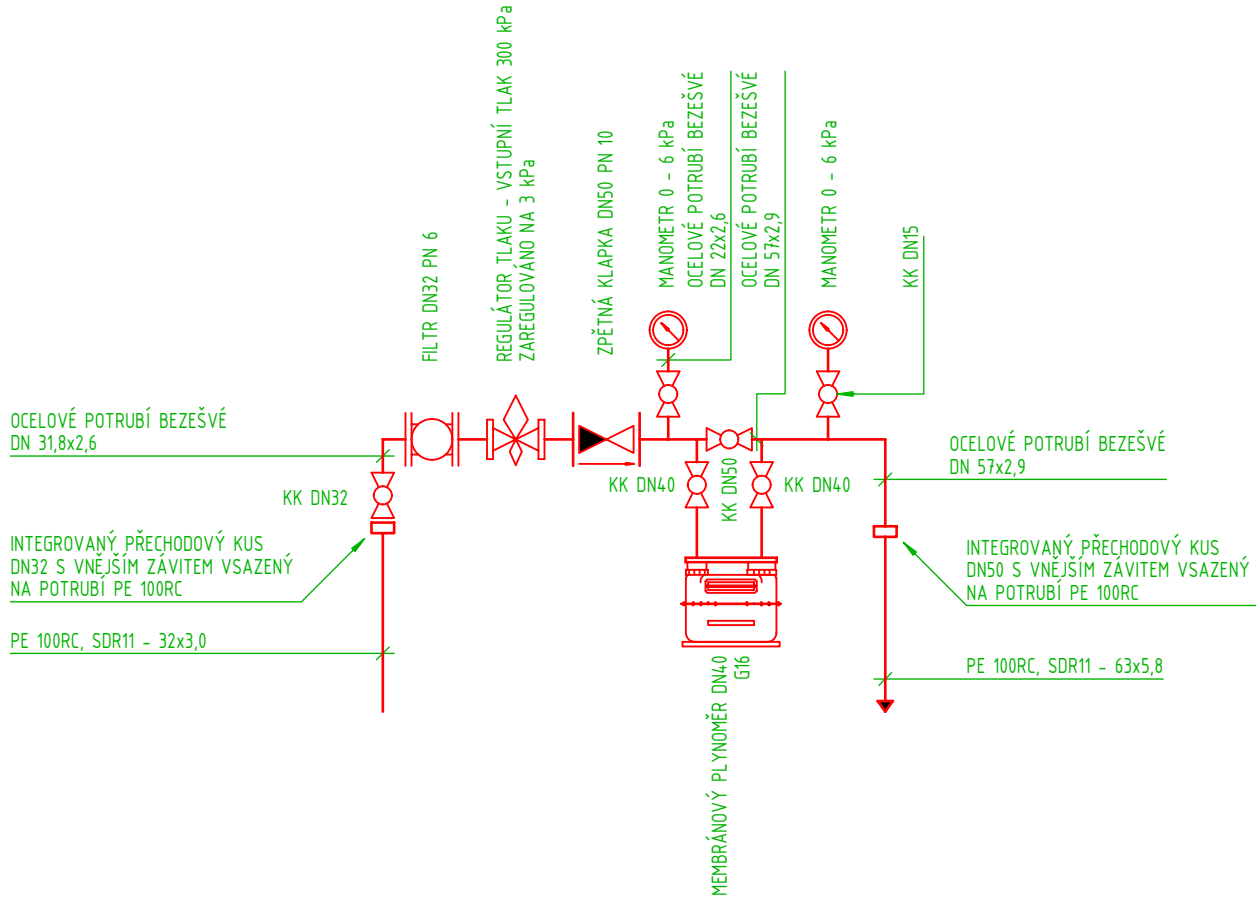 FILTR DN32 PN 6
REGULÁTOR TLAKU - VSTUPNÍ TLAK 300 kPa
ZAREGULOVÁNO NA 3 kPa
ZPĚTNÁ KLAPKA DN50 PN 10
MANOMETR 0 - 6 kPa
OCELOVÉ POTRUBÍ BEZEŠVÉ
DN 22x2,6
OCELOVÉ POTRUBÍ BEZEŠVÉ
DN 57x2,9
MANOMETR 0 - 6 kPa
KK DN15
OCELOVÉ POTRUBÍ BEZEŠVÉ
DN 31,8x2,6
KK DN32
INTEGROVANÝ PŘECHODOVÝ KUS
DN32 S VNĚJŠÍM ZÁVITEM VSAZENÝ
NA POTRUBÍ PE 100RC
PE 100RC, SDR11 - 32x3,0
KK DN40
KK DN50
KK DN40
MEMBRÁNOVÝ PLYNOMĚR DN40
G16
OCELOVÉ POTRUBÍ BEZEŠVÉ
DN 57x2,9
INTEGROVANÝ PŘECHODOVÝ KUS
DN50 S VNĚJŠÍM ZÁVITEM VSAZENÝ
NA POTRUBÍ PE 100RC
PE 100RC, SDR11 - 63x5,8